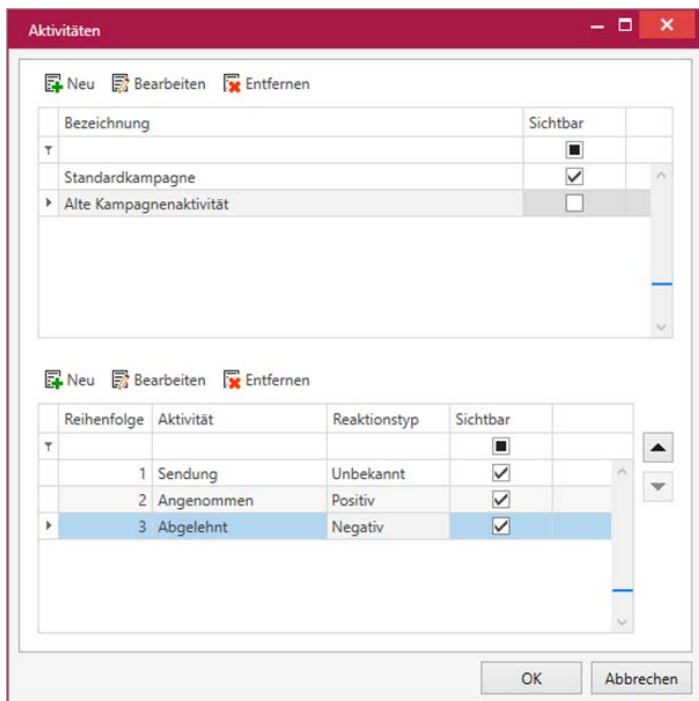 Aktivitäten
Neu Bearbeiten Entfernen
Bezeichnung Sichtbar
Standardkampagne
Alte Kampagnenaktivität
Neu Bearbeiten Entfernen
Reihenfolge Aktivität Reaktionstyp Sichtbar
1 Sendung Unbekannt
2 Angenommen Positiv
3 Abgelehnt Negativ
OK Abbrechen